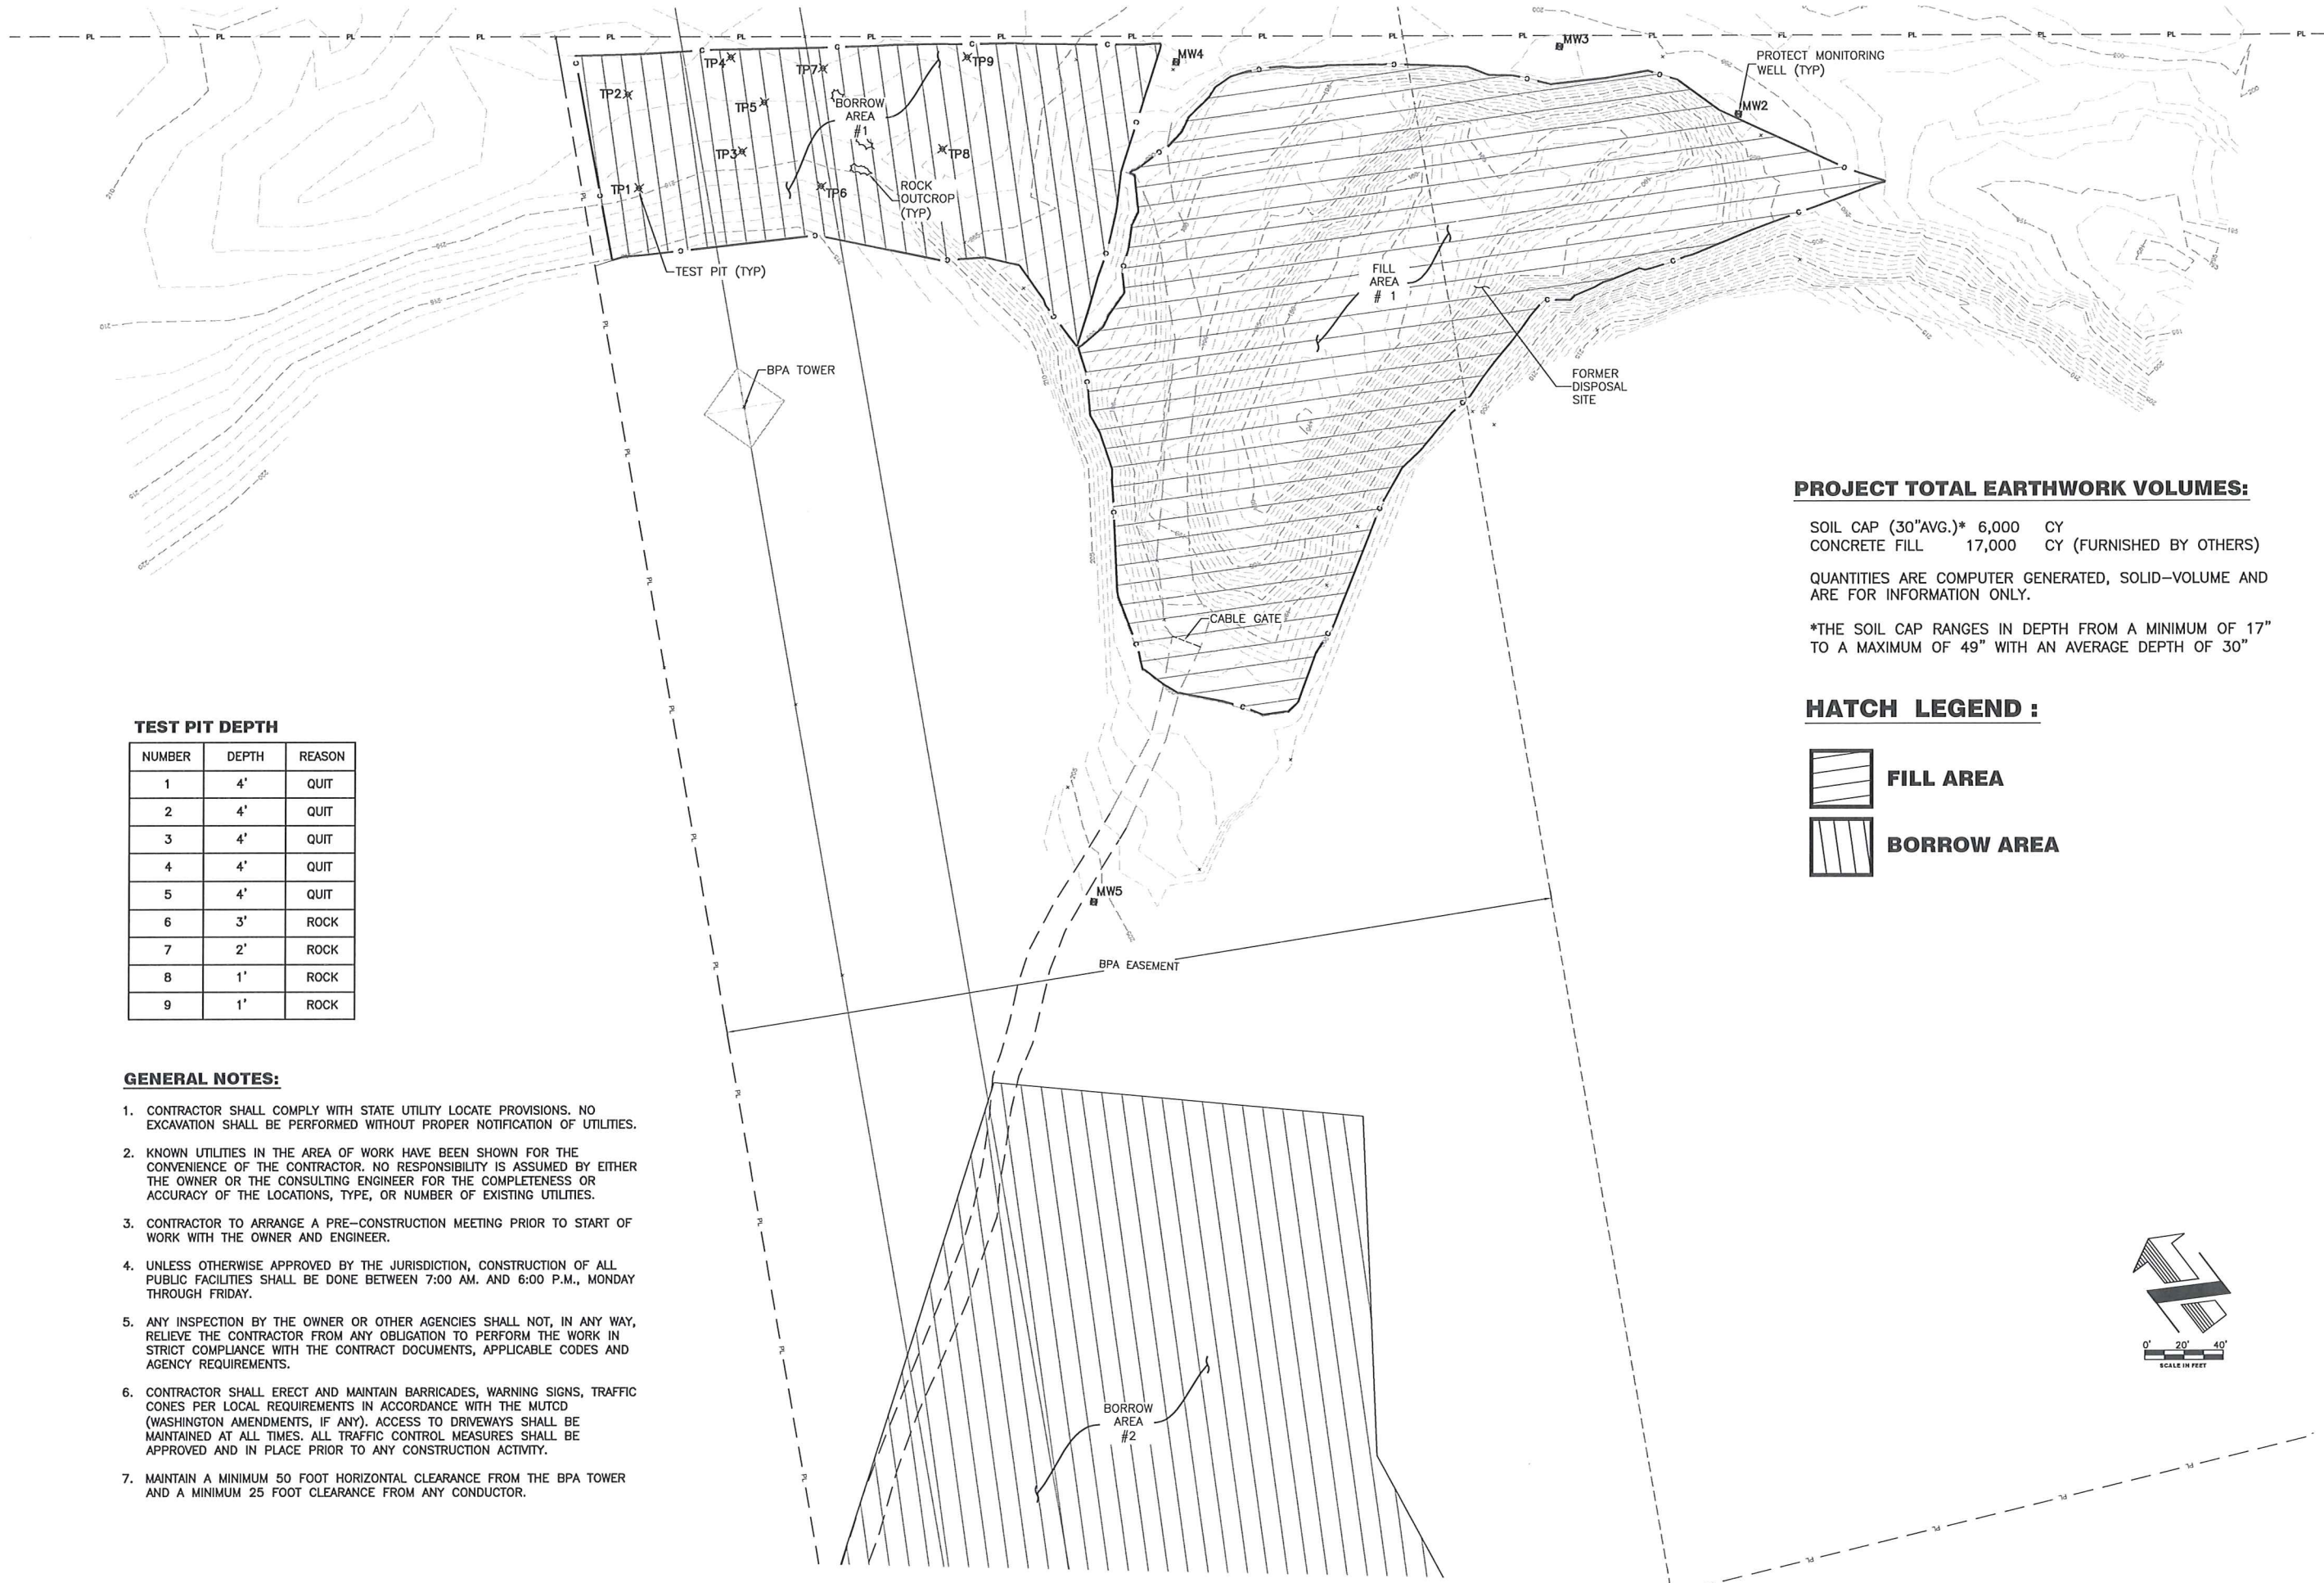 PL PL PL PL PL PL PL PL PL PL PL PL PL PL PL PL PL PL
MW4
MW3
PROTECT MONITORING
WELL (TYP)
MW2
TP4
TP7
TP9
TP2
TP5
BORROW
AREA
#1
TP3
TP8
TP1
TP6
ROCK
OUTCROP
(TYP)
TEST PIT (TYP)
FILL
AREA
# 1
BPA TOWER
FORMER
DISPOSAL
SITE
CABLE GATE
MW5
BPA EASEMENT
BORROW
AREA
#2
PROJECT TOTAL EARTHWORK VOLUMES:
SOIL CAP (30"AVG.)* 6,000 CY
CONCRETE FILL 17,000 CY (FURNISHED BY OTHERS)
QUANTITIES ARE COMPUTER GENERATED, SOLID-VOLUME AND
ARE FOR INFORMATION ONLY.
*THE SOIL CAP RANGES IN DEPTH FROM A MINIMUM OF 17"
TO A MAXIMUM OF 49" WITH AN AVERAGE DEPTH OF 30"
HATCH LEGEND :
FILL AREA
BORROW AREA
TEST PIT DEPTH
NUMBER DEPTH REASON
1 4' QUIT
2 4' QUIT
3 4' QUIT
4 4' QUIT
5 4' QUIT
6 3' ROCK
7 2' ROCK
8 1' ROCK
9 1' ROCK
GENERAL NOTES:
1. CONTRACTOR SHALL COMPLY WITH STATE UTILITY LOCATE PROVISIONS. NO
EXCAVATION SHALL BE PERFORMED WITHOUT PROPER NOTIFICATION OF UTILITIES.
2. KNOWN UTILITIES IN THE AREA OF WORK HAVE BEEN SHOWN FOR THE
CONVENIENCE OF THE CONTRACTOR. NO RESPONSIBILITY IS ASSUMED BY EITHER
THE OWNER OR THE CONSULTING ENGINEER FOR THE COMPLETENESS OR
ACCURACY OF THE LOCATIONS, TYPE, OR NUMBER OF EXISTING UTILITIES.
3. CONTRACTOR TO ARRANGE A PRE-CONSTRUCTION MEETING PRIOR TO START OF
WORK WITH THE OWNER AND ENGINEER.
4. UNLESS OTHERWISE APPROVED BY THE JURISDICTION, CONSTRUCTION OF ALL
PUBLIC FACILITIES SHALL BE DONE BETWEEN 7:00 AM. AND 6:00 P.M., MONDAY
THROUGH FRIDAY.
5. ANY INSPECTION BY THE OWNER OR OTHER AGENCIES SHALL NOT, IN ANY WAY,
RELIEVE THE CONTRACTOR FROM ANY OBLIGATION TO PERFORM THE WORK IN
STRICT COMPLIANCE WITH THE CONTRACT DOCUMENTS, APPLICABLE CODES AND
AGENCY REQUIREMENTS.
6. CONTRACTOR SHALL ERECT AND MAINTAIN BARRICADES, WARNING SIGNS, TRAFFIC
CONES PER LOCAL REQUIREMENTS IN ACCORDANCE WITH THE MUTCD
(WASHINGTON AMENDMENTS, IF ANY). ACCESS TO DRIVEWAYS SHALL BE
MAINTAINED AT ALL TIMES. ALL TRAFFIC CONTROL MEASURES SHALL BE
APPROVED AND IN PLACE PRIOR TO ANY CONSTRUCTION ACTIVITY.
7. MAINTAIN A MINIMUM 50 FOOT HORIZONTAL CLEARANCE FROM THE BPA TOWER
AND A MINIMUM 25 FOOT CLEARANCE FROM ANY CONDUCTOR.
0' 20' 40'
SCALE IN FEET